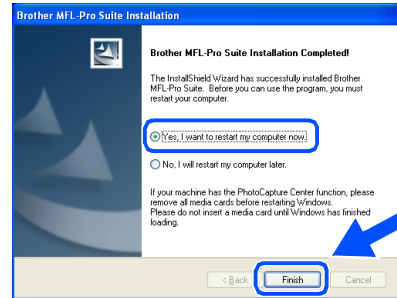 Brother MFL-Pro Suite Installation
Brother MFL-Pro Suite Installation Completed!
The InstallShield Wizard has successfully installed Brother
MFL-Pro Suite.  Before you can use the program, you must
restart your computer.
Yes, I want to restart my computer now.
No, I will restart my computer later.
If your machine has the PhotoCapture Center function, please
remove all media cards before restarting Windows.
Please do not insert a media card until Windows has finished
loading.
< Back
Finish
Cancel